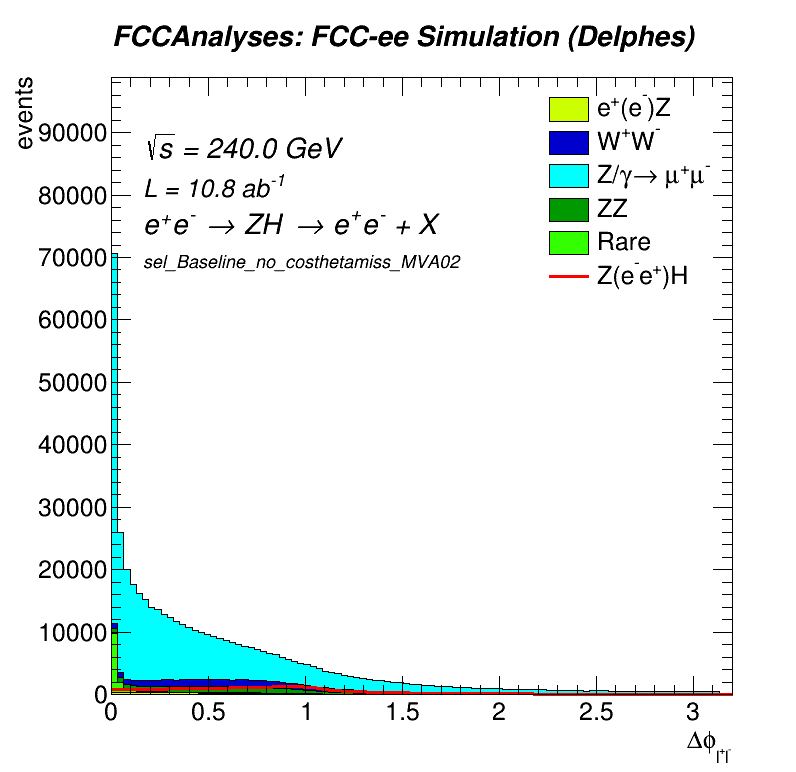 FCCAnalyses: FCC-ee Simulation (Delphes)
events
√s = 240.0 GeV
L = 10.8 ab⁻¹
e⁺e⁻ → ZH → e⁺e⁻ + X
sel_Baseline_no_costhetamiss_MVA02
e⁺(e⁻)Z
W⁺W⁻
Z/γ→ μ⁺μ⁻
ZZ
Rare
Z(e⁻e⁺)H
90000
80000
70000
60000
50000
40000
30000
20000
10000
0
0 0.5 1 1.5 2 2.5 3
Δϕ l⁺l⁻